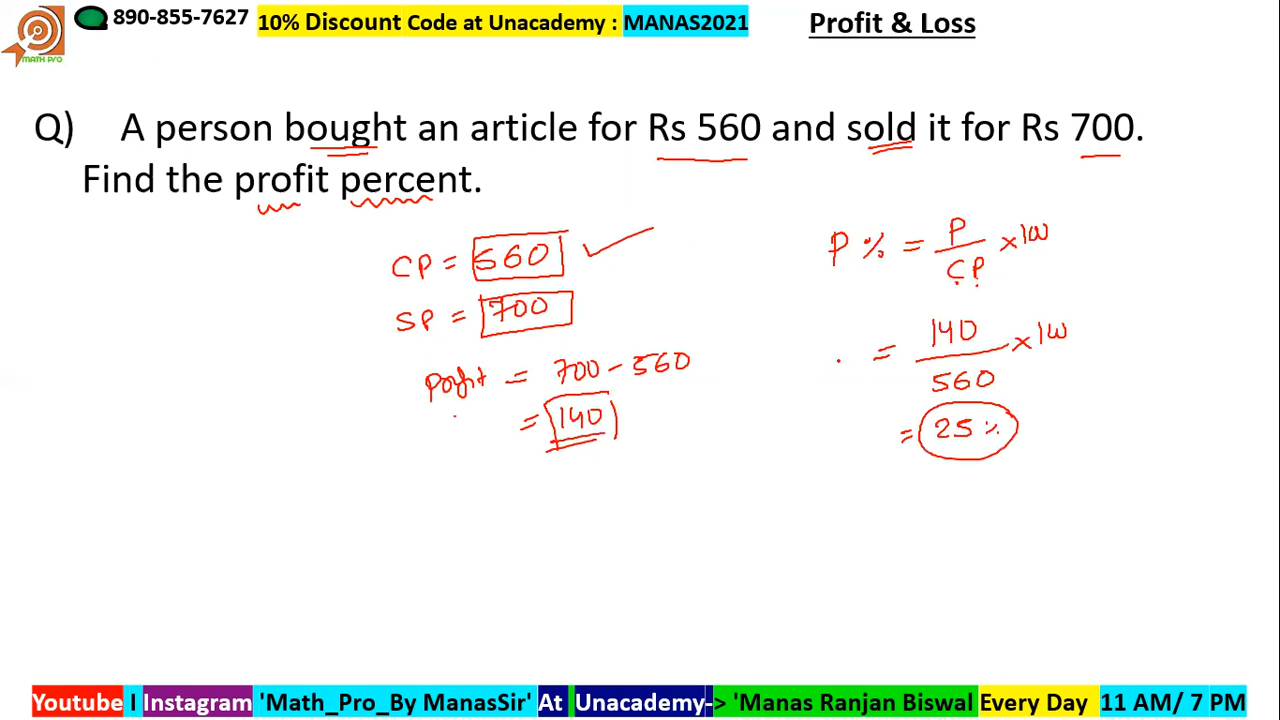 890-855-7627 10% Discount Code at Unacademy : MANAS2021 Profit & Loss
MATH PRO
Q) A person bought an article for Rs 560 and sold it for Rs 700.
Find the profit percent.
CP = 560
SP = 700
Profit = 700 - 560
= 140
P % = P/CP × 100
= 140/560 × 100
= 25 %
Youtube I Instagram 'Math_Pro_By ManasSir' At Unacademy-> 'Manas Ranjan Biswal Every Day 11 AM/ 7 PM